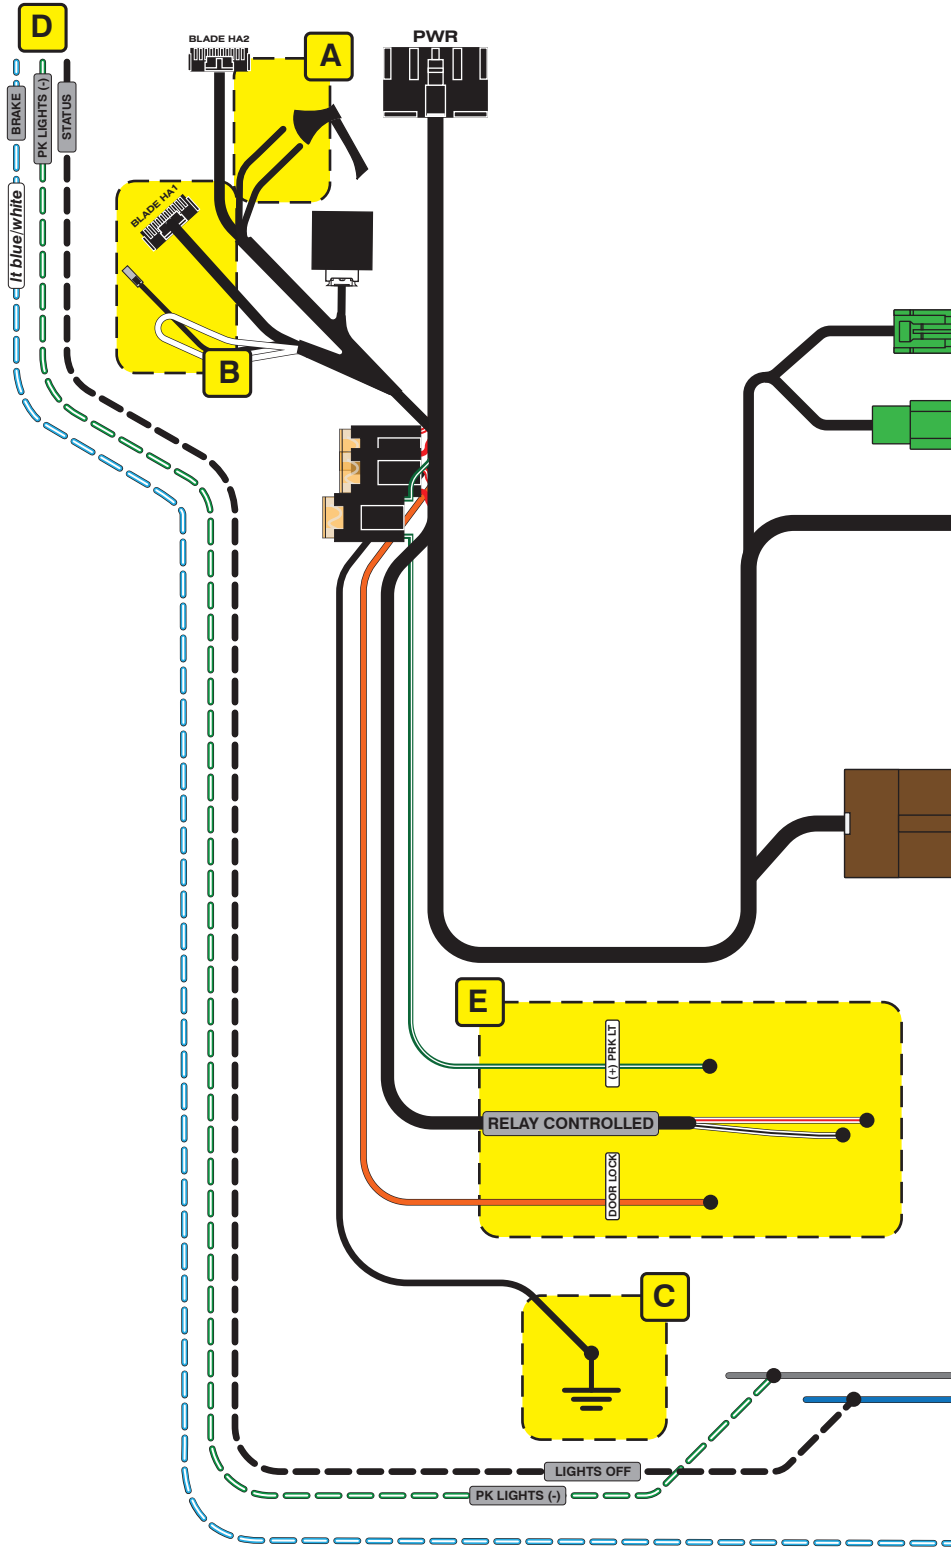 D
BLADE HA2
A
PWR
BRAKE
PK LIGHTS (-)
STATUS
lt blue/white
BLADE HA1
B
E
(+) PRK LT
RELAY CONTROLLED
DOOR LOCK
C
LIGHTS OFF
PK LIGHTS (-)